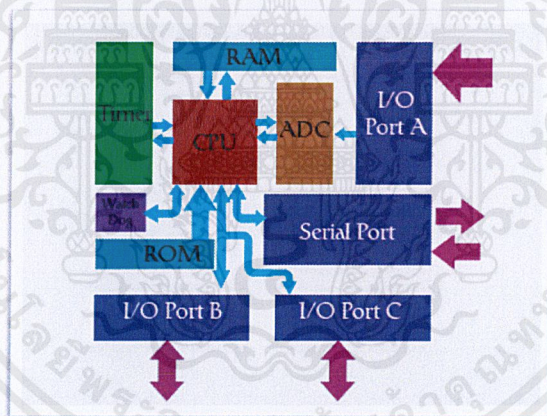 RAM
Timer
CPU
ADC
I/O
Port A
Watch
Dog
ROM
Serial Port
I/O Port B
I/O Port C